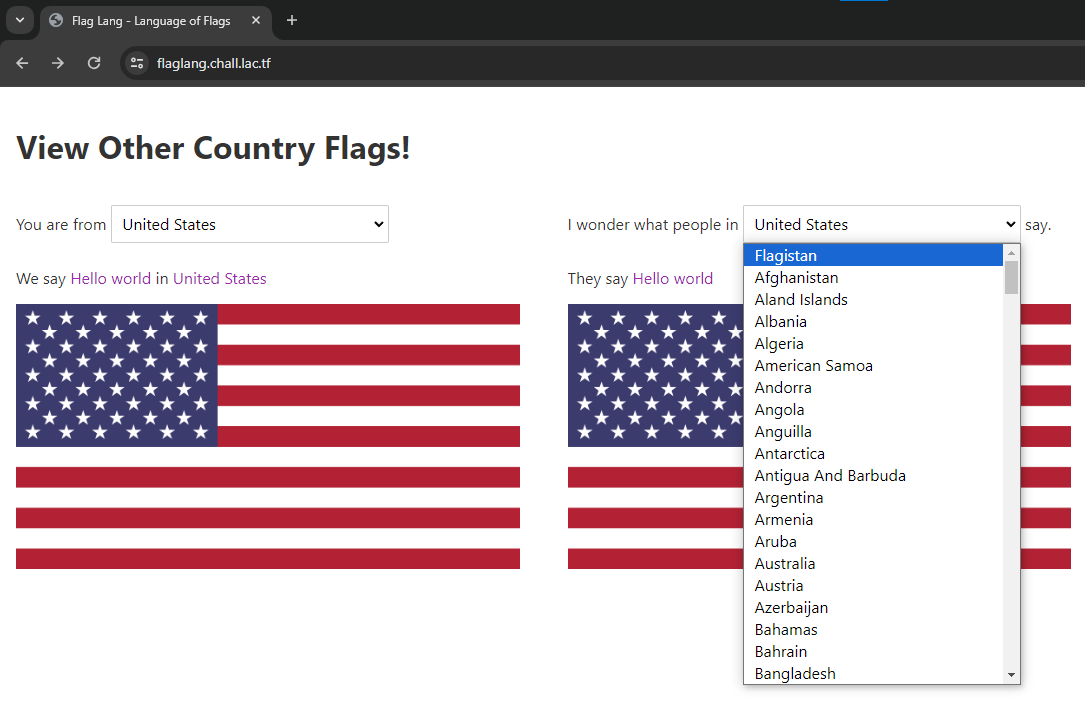 Flag Lang - Language of Flags
flaglang.chall.lac.tf
View Other Country Flags!
You are from United States
I wonder what people in United States say.
We say Hello world in United States
They say Hello world
Flagistan
Afghanistan
Aland Islands
Albania
Algeria
American Samoa
Andorra
Angola
Anguilla
Antarctica
Antigua And Barbuda
Argentina
Armenia
Aruba
Australia
Austria
Azerbaijan
Bahamas
Bahrain
Bangladesh